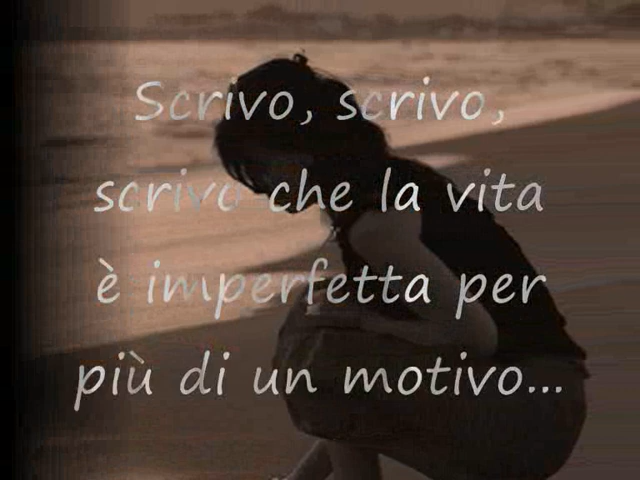 Scrivo, scrivo,
scrivo che la vita
è imperfetta per
più di un motivo...